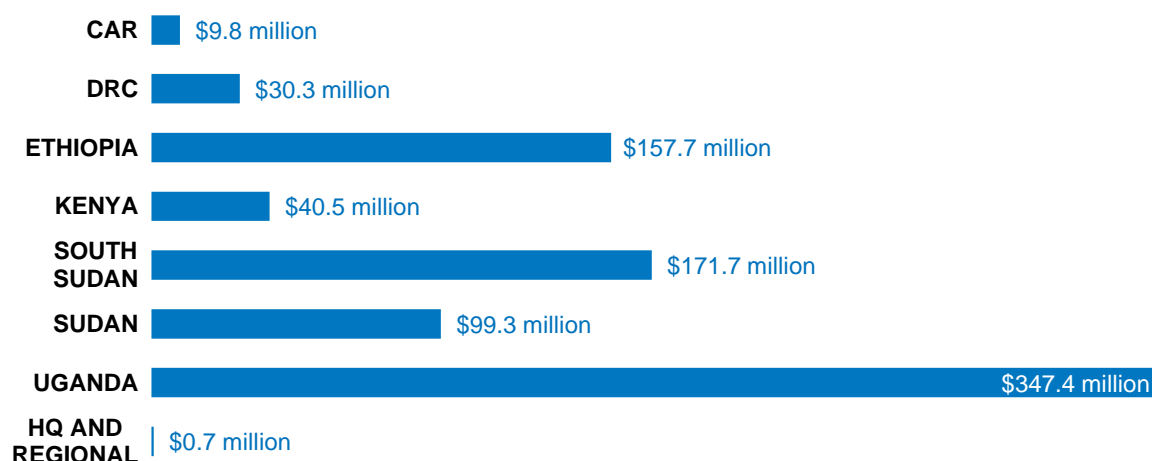 CAR $9.8 million
DRC $30.3 million
ETHIOPIA $157.7 million
KENYA $40.5 million
SOUTH
SUDAN $171.7 million
SUDAN $99.3 million
UGANDA $347.4 million
HQ AND
REGIONAL $0.7 million